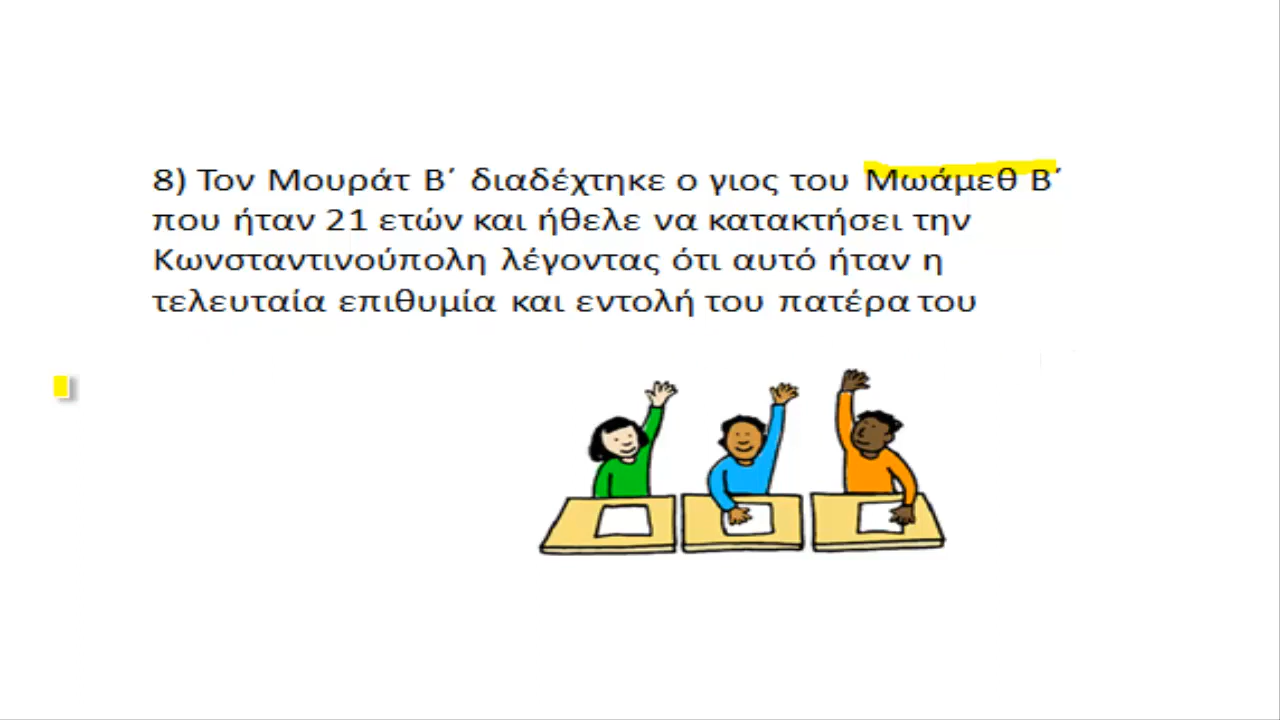 8) Τον Μουράτ Β΄ διαδέχτηκε ο γιος του Μωάμεθ Β΄
που ήταν 21 ετών και ήθελε να κατακτήσει την
Κωνσταντινούπολη λέγοντας ότι αυτό ήταν η
τελευταία επιθυμία και εντολή του πατέρα του